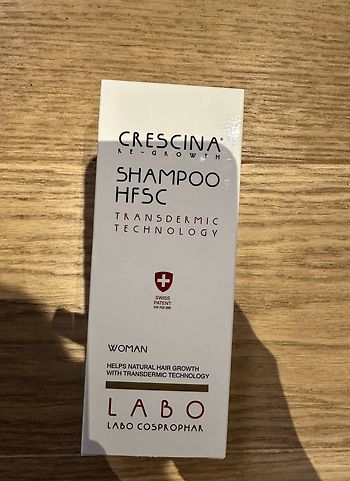 CRESCINA®
RE-GROWTH
SHAMPOO
HFSC
TRANSDERMIC
TECHNOLOGY
SWISS
PATENT
WOMAN
HELPS NATURAL HAIR GROWTH
WITH TRANSDERMIC TECHNOLOGY
LABO
LABO COSPROPHAR